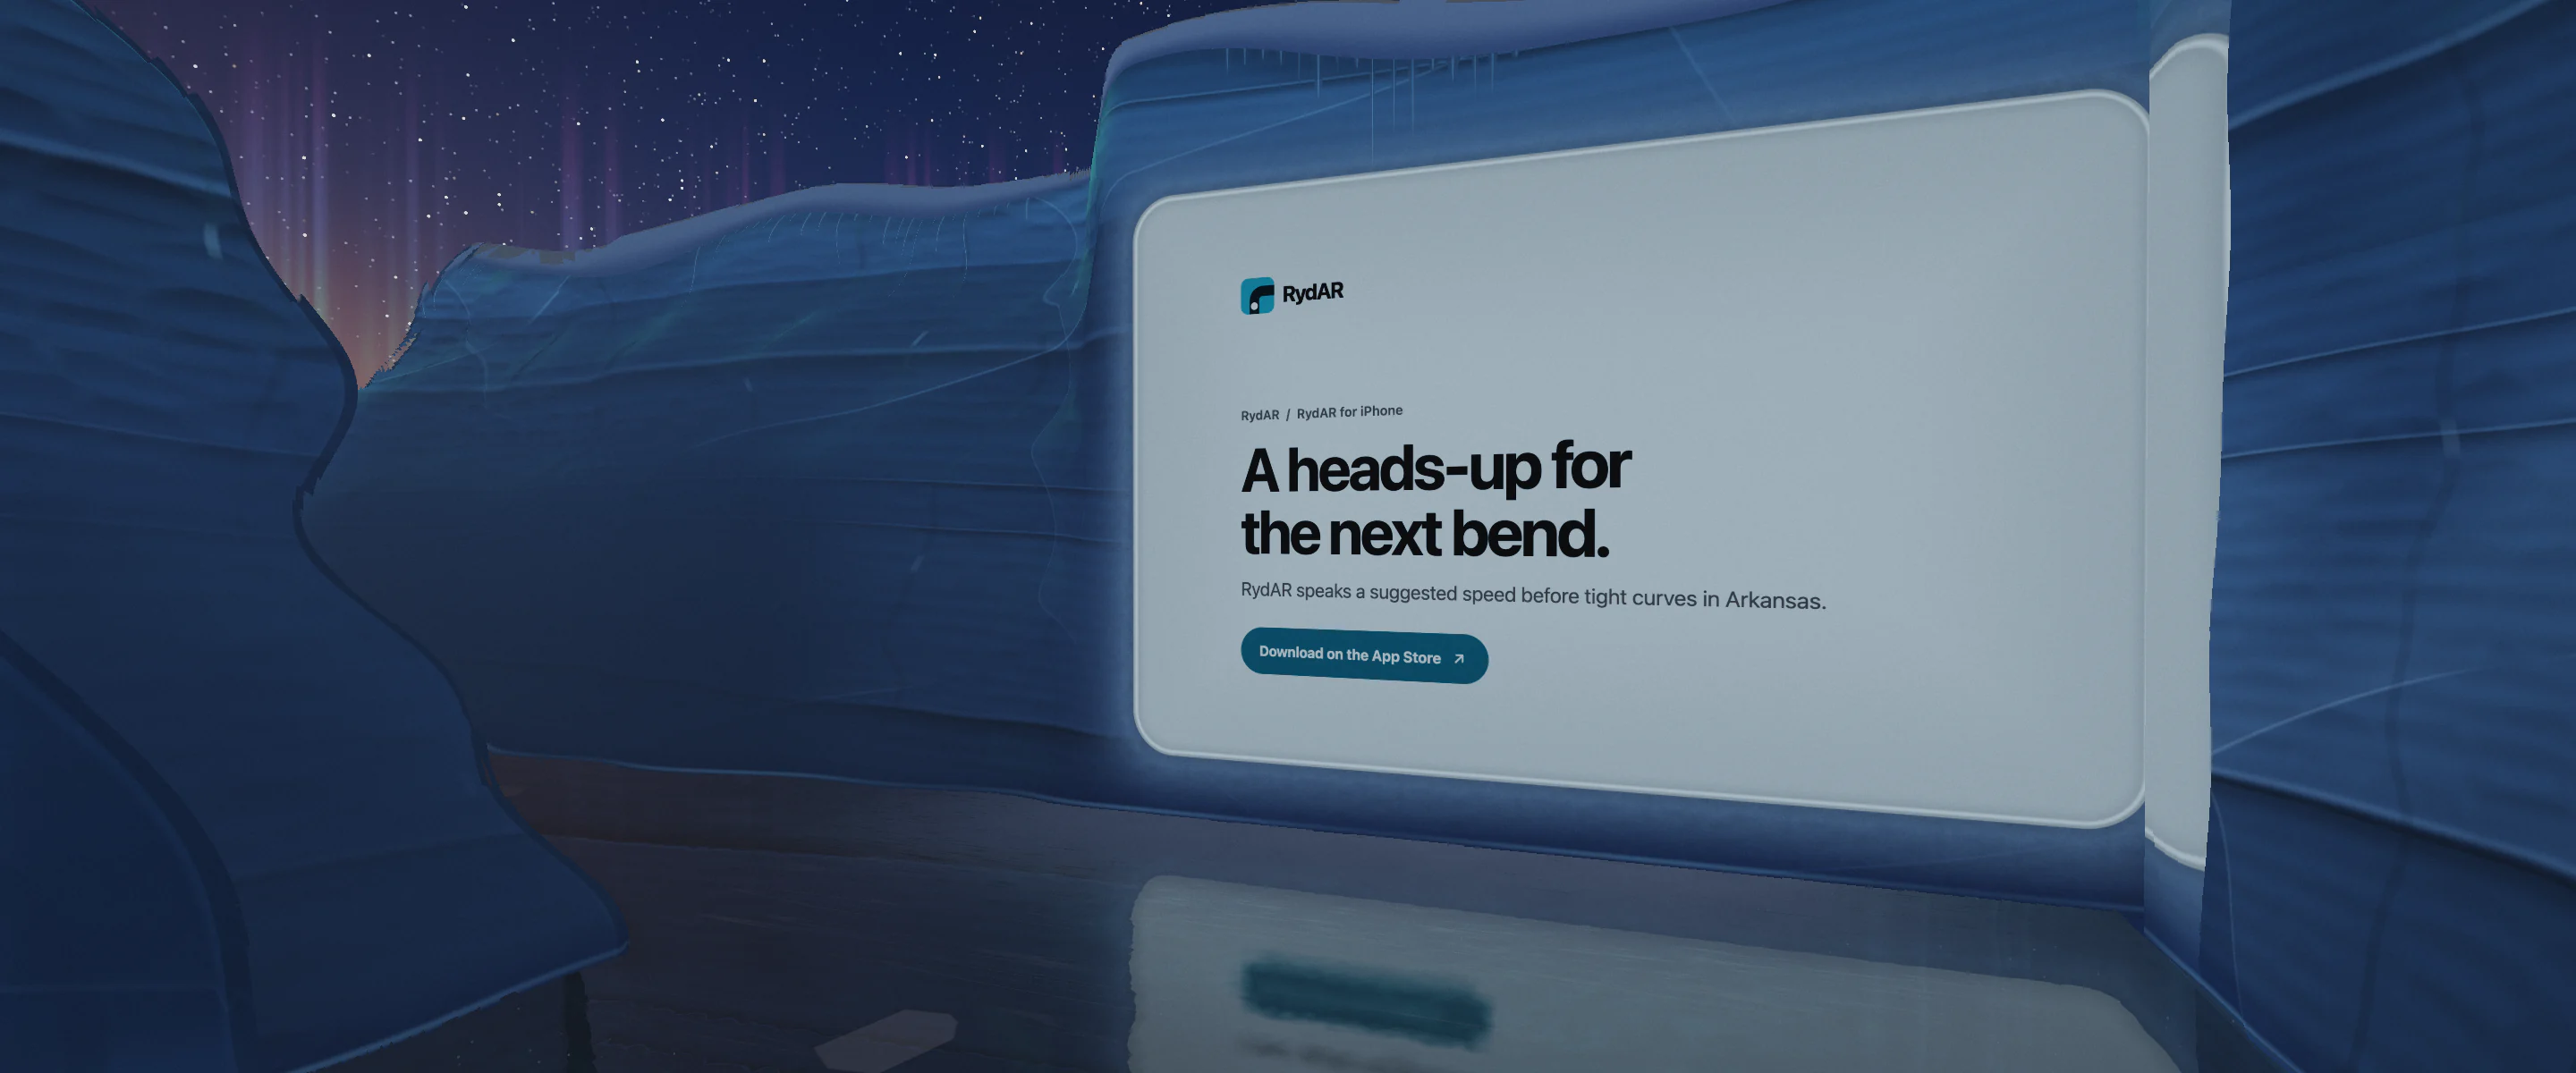 RydAR
RydAR / RydAR for iPhone
A heads-up for
the next bend.
RydAR speaks a suggested speed before tight curves in Arkansas.
Download on the App Store ↗